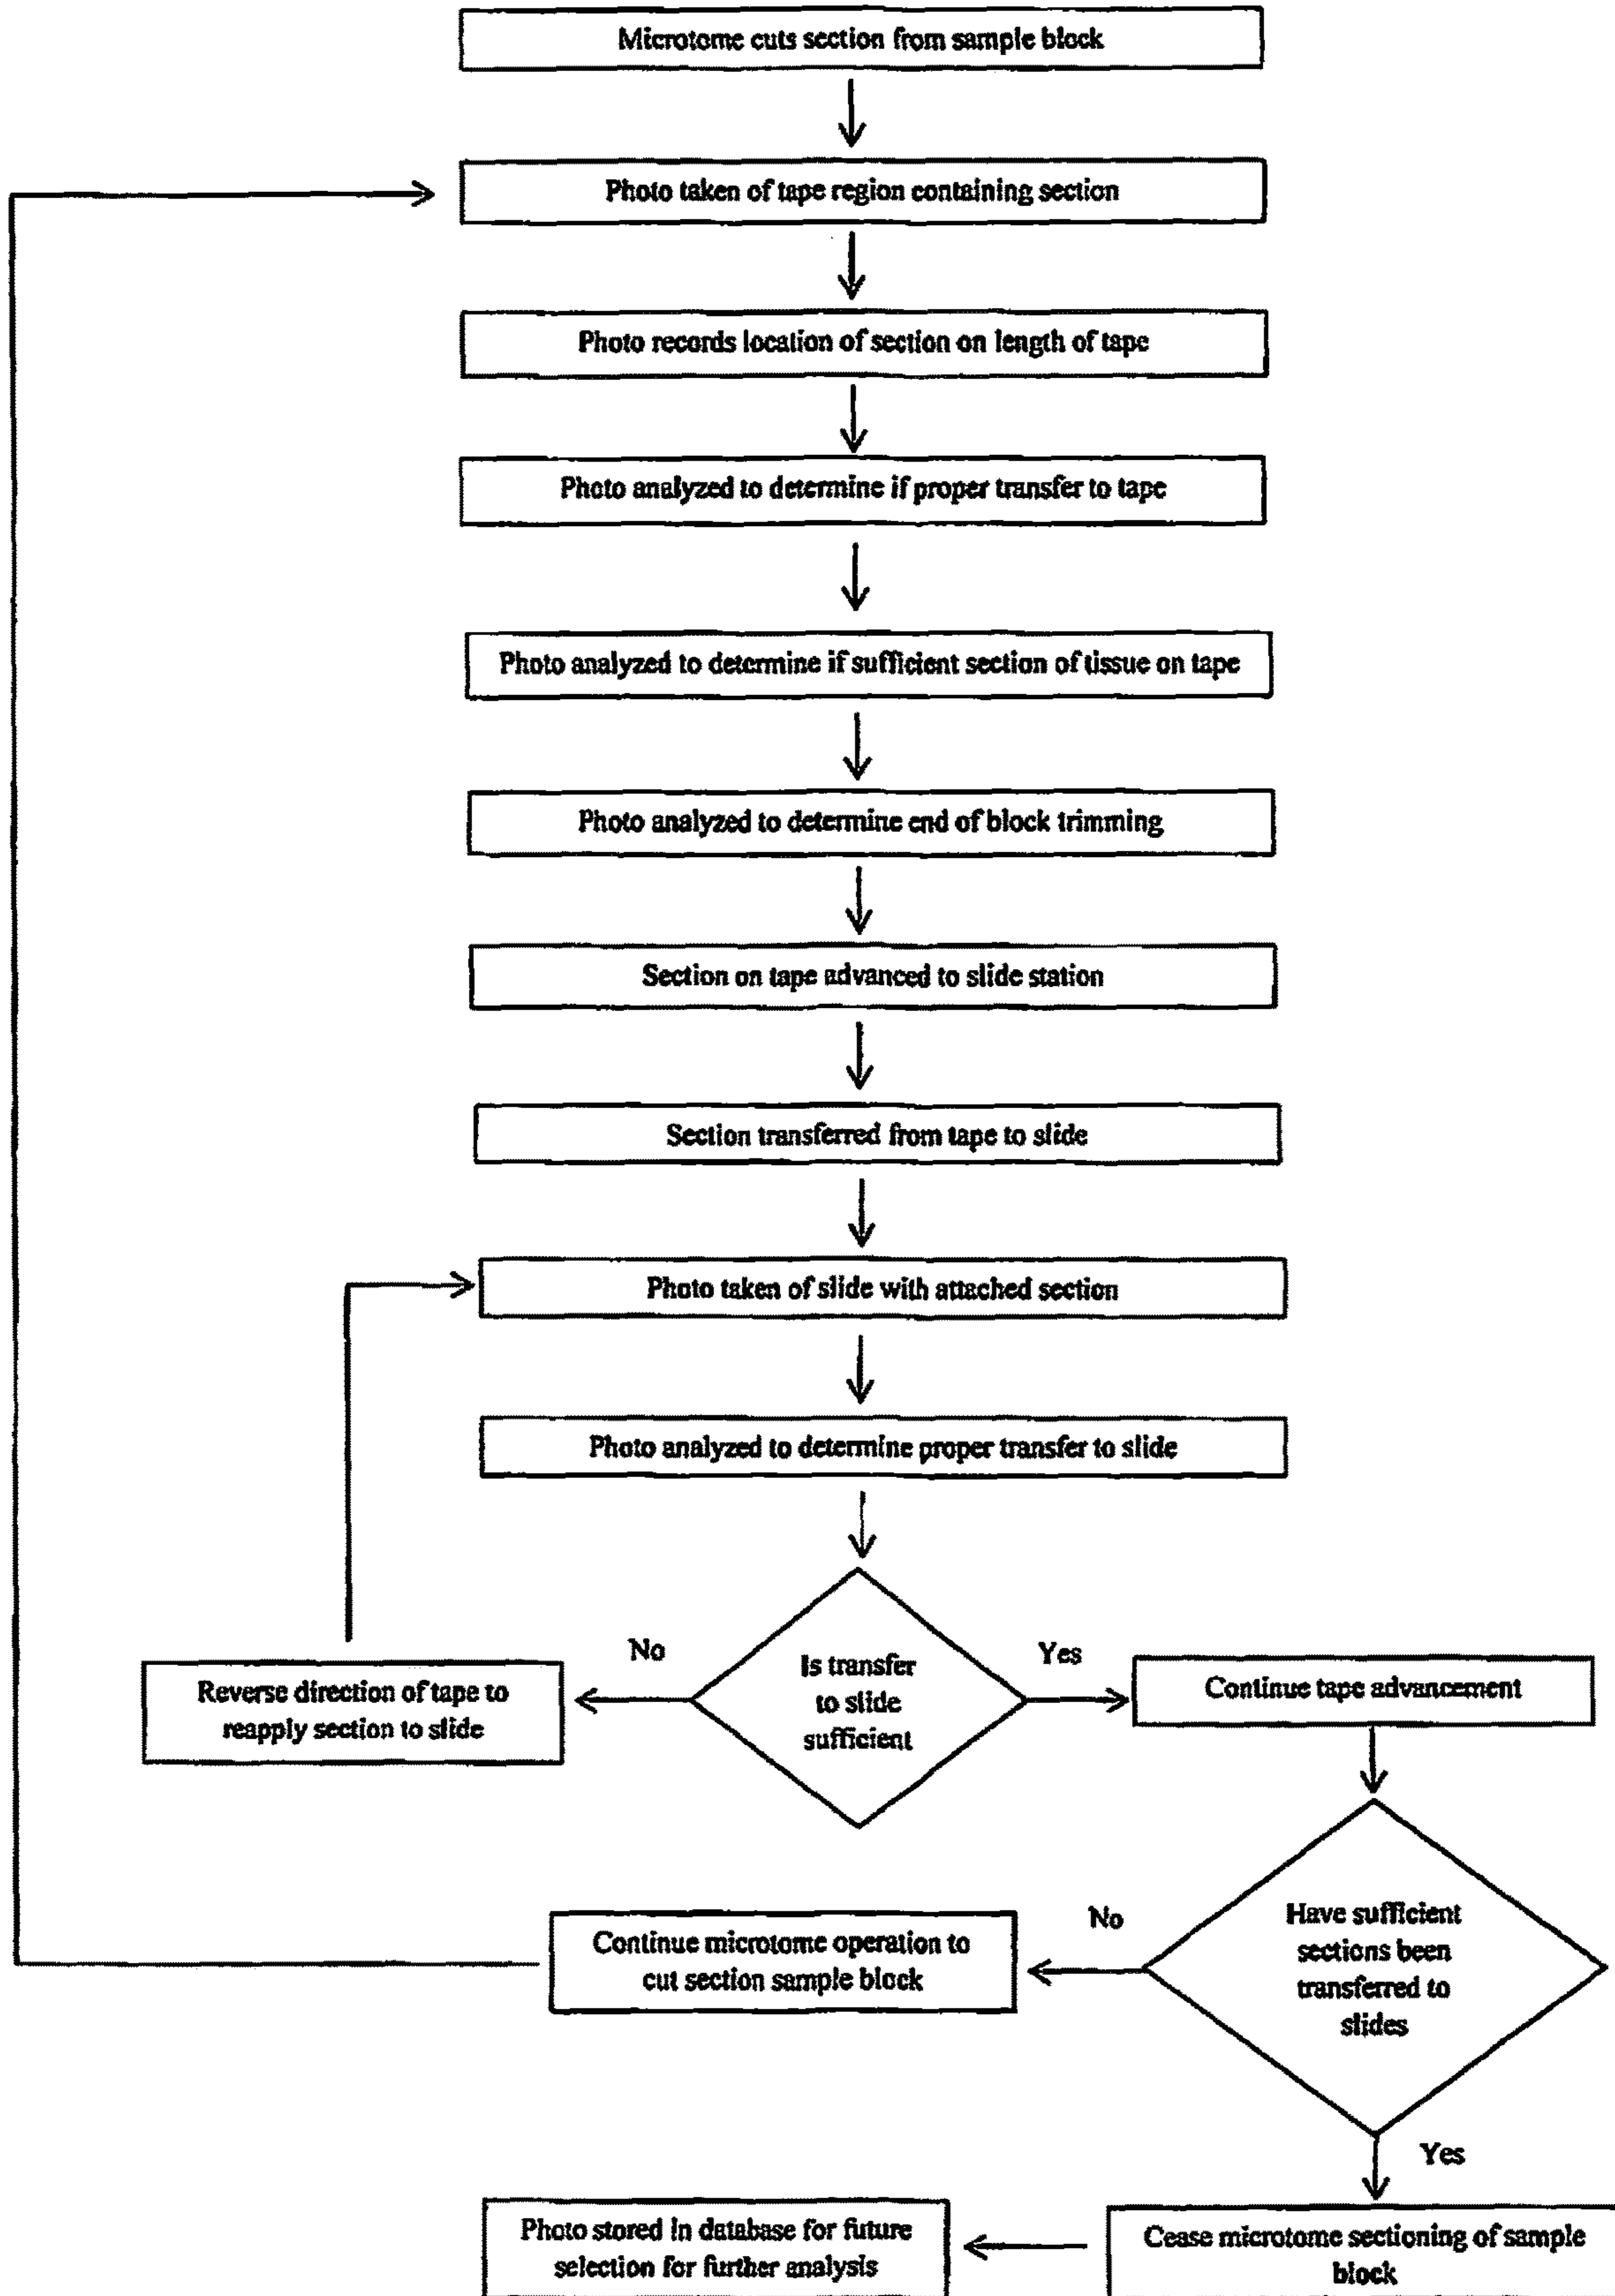 Microtome cuts section from sample block
Photo taken of tape region containing section
Photo records location of section on length of tape
Photo analyzed to determine if proper transfer to tape
Photo analyzed to determine if sufficient section of tissue on tape
Photo analyzed to determine end of block trimming
Section on tape advanced to slide station
Section transferred from tape to slide
Photo taken of slide with attached section
Photo analyzed to determine proper transfer to slide
Is transfer
to slide
sufficient
No
Yes
Reverse direction of tape to
reapply section to slide
Continue tape advancement
Have sufficient
sections been
transferred to
slides
No
Continue microtome operation to
cut section sample block
Yes
Cease microtome sectioning of sample
block
Photo stored in database for future
selection for further analysis